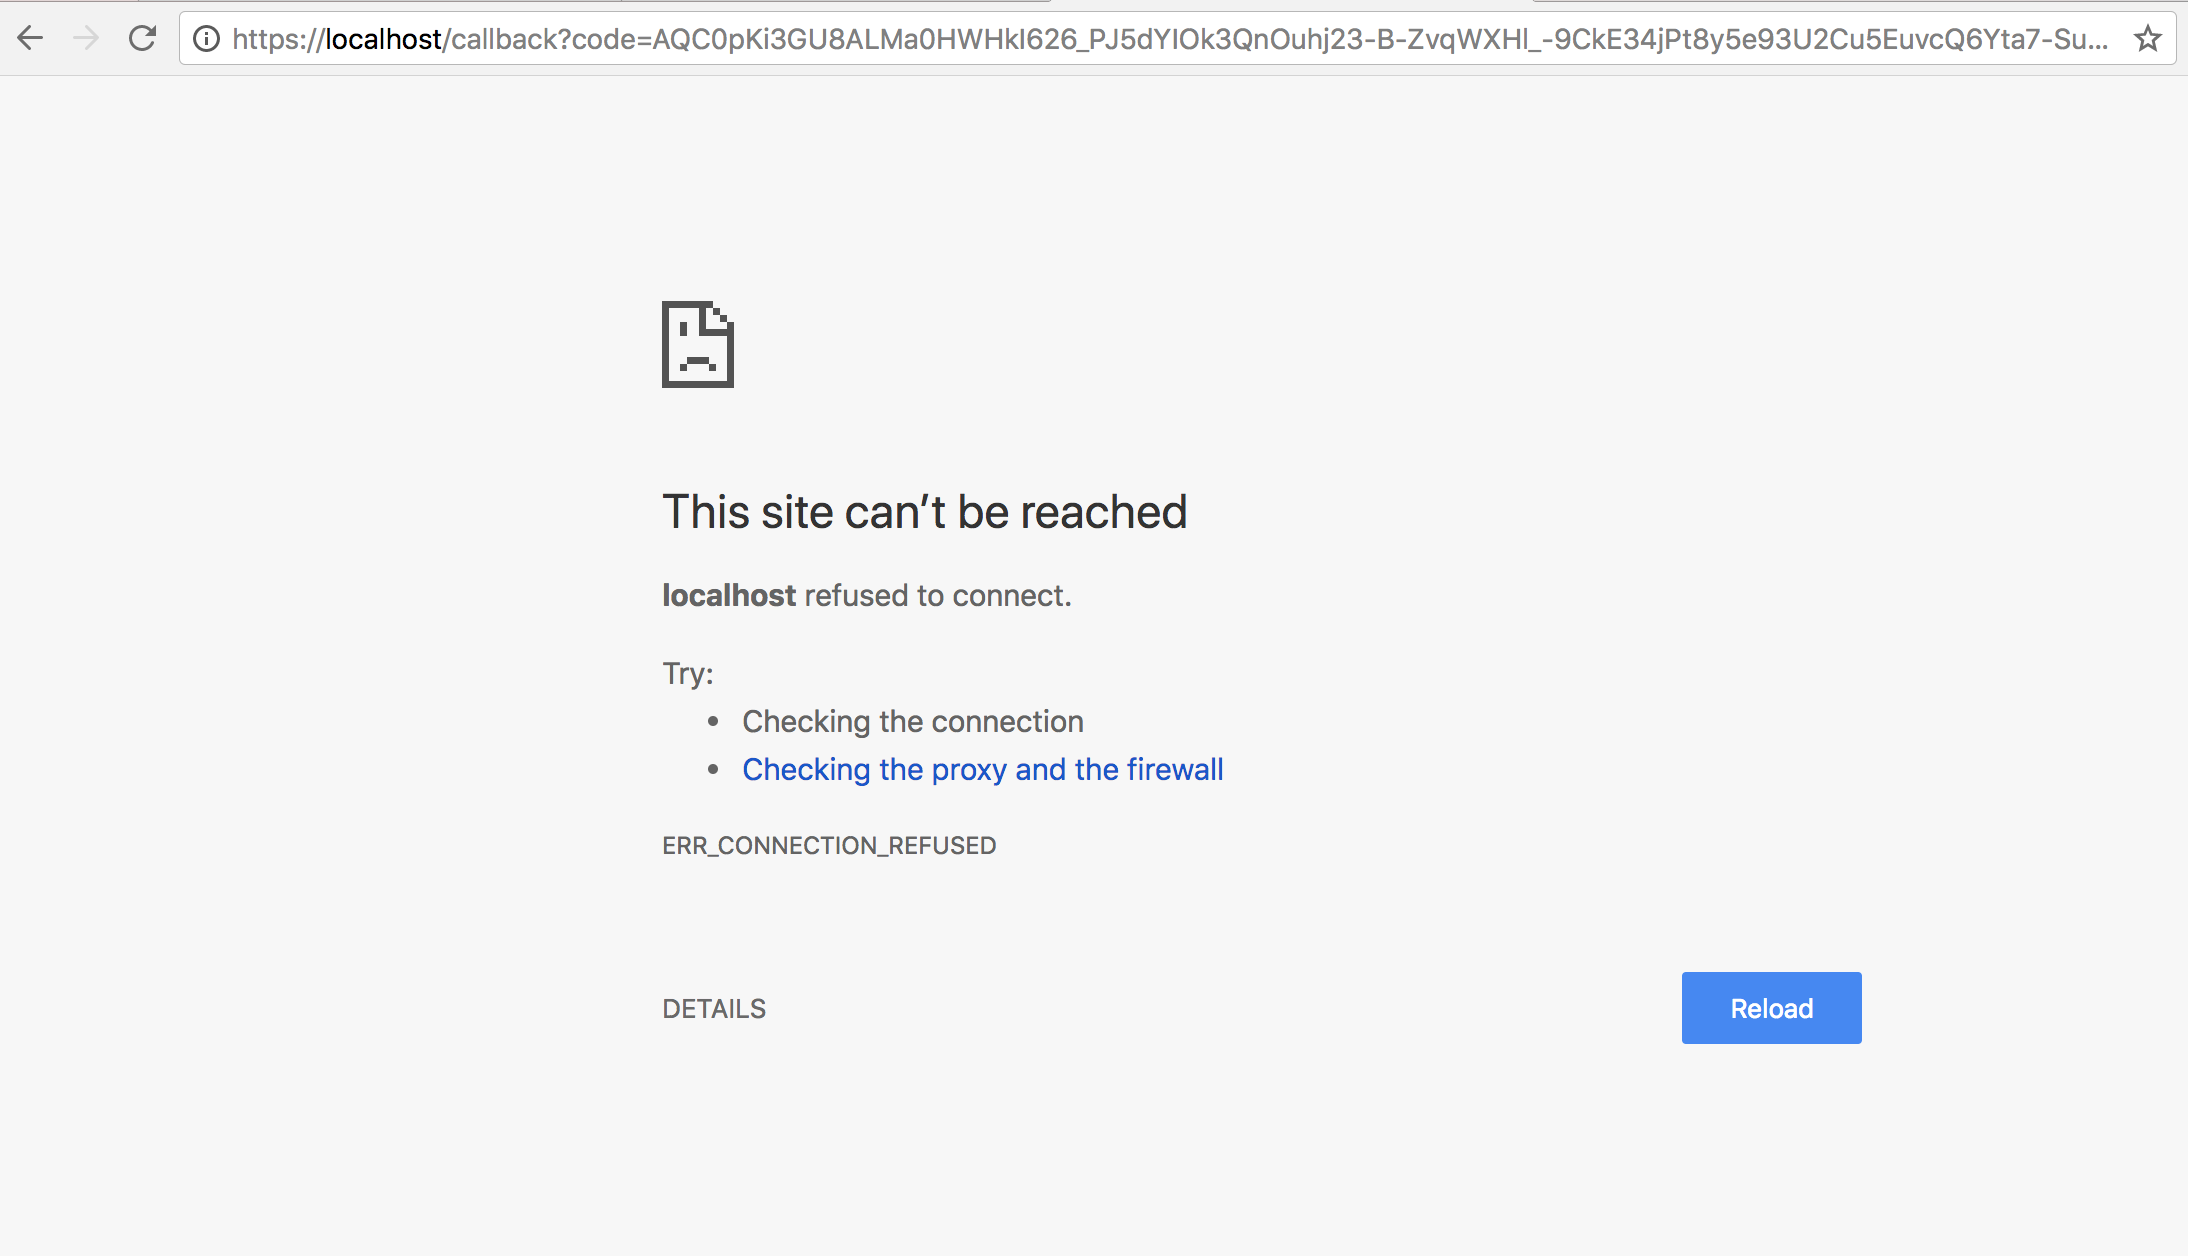 https://localhost/callback?code=AQC0pKi3GU8ALMa0HWHkI626_PJ5dYIOk3QnOuhj23-B-ZvqWXHl_-9CkE34jPt8y5e93U2Cu5EuvcQ6Yta7-Su...
This site can’t be reached
localhost refused to connect.
Try:
• Checking the connection
• Checking the proxy and the firewall
ERR_CONNECTION_REFUSED
DETAILS
Reload